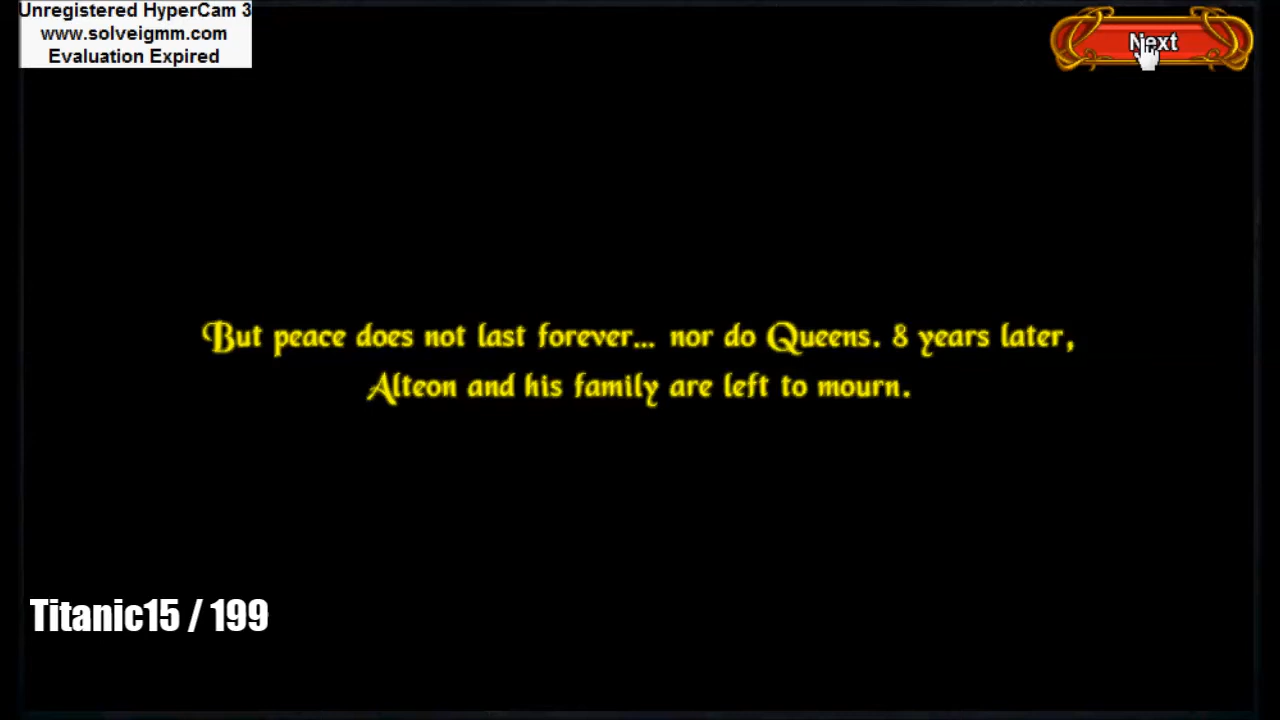 Unregistered HyperCam 3
www.solveigmm.com
Evaluation Expired
Next
But peace does not last forever... nor do Queens. 8 years later,
Alteon and his family are left to mourn.
Titanic15 / 199